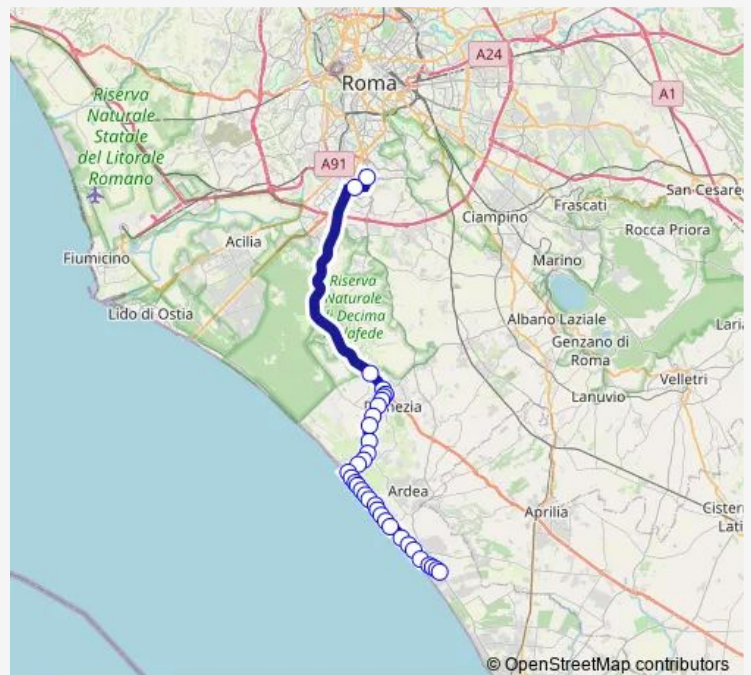 Roma
A24
A1
Riserva
Naturale
Statale
del Litorale
Romano
A91
San Cesareo
Frascati
Ciampino
Rocca Priora
Acilia
Fiumicino
Marino
Riserva
Naturale
Decima
Lido di Ostia
Albano Laziale
Genzano di
Roma
Velletri
Lanuvio
Ardea
Aprilia
© OpenStreetMap contributors